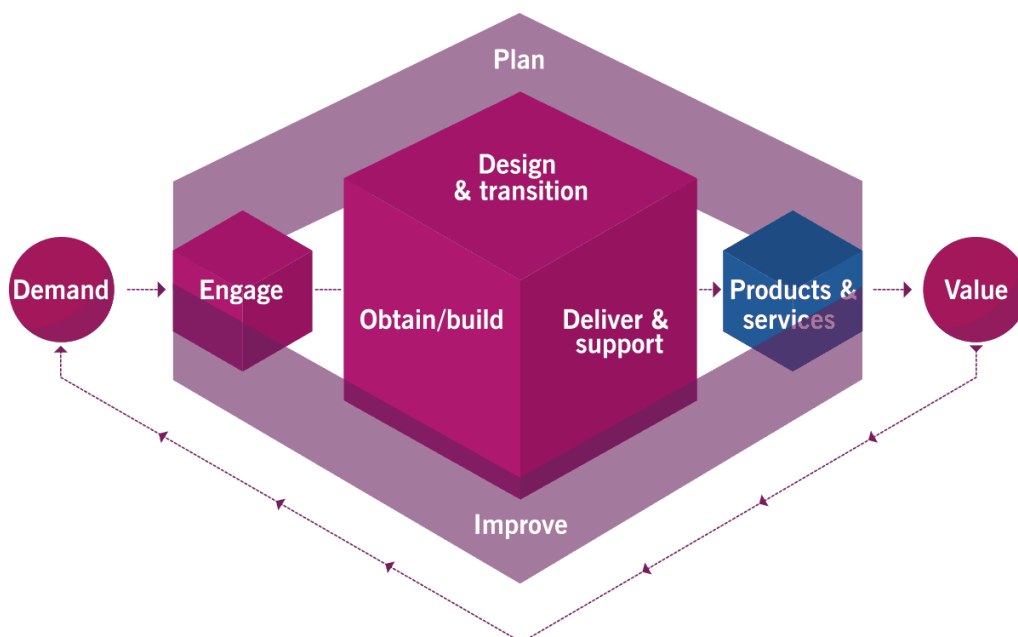 Plan
Design
& transition
Demand
Engage
Obtain/build
Deliver &
support
Products &
services
Value
Improve